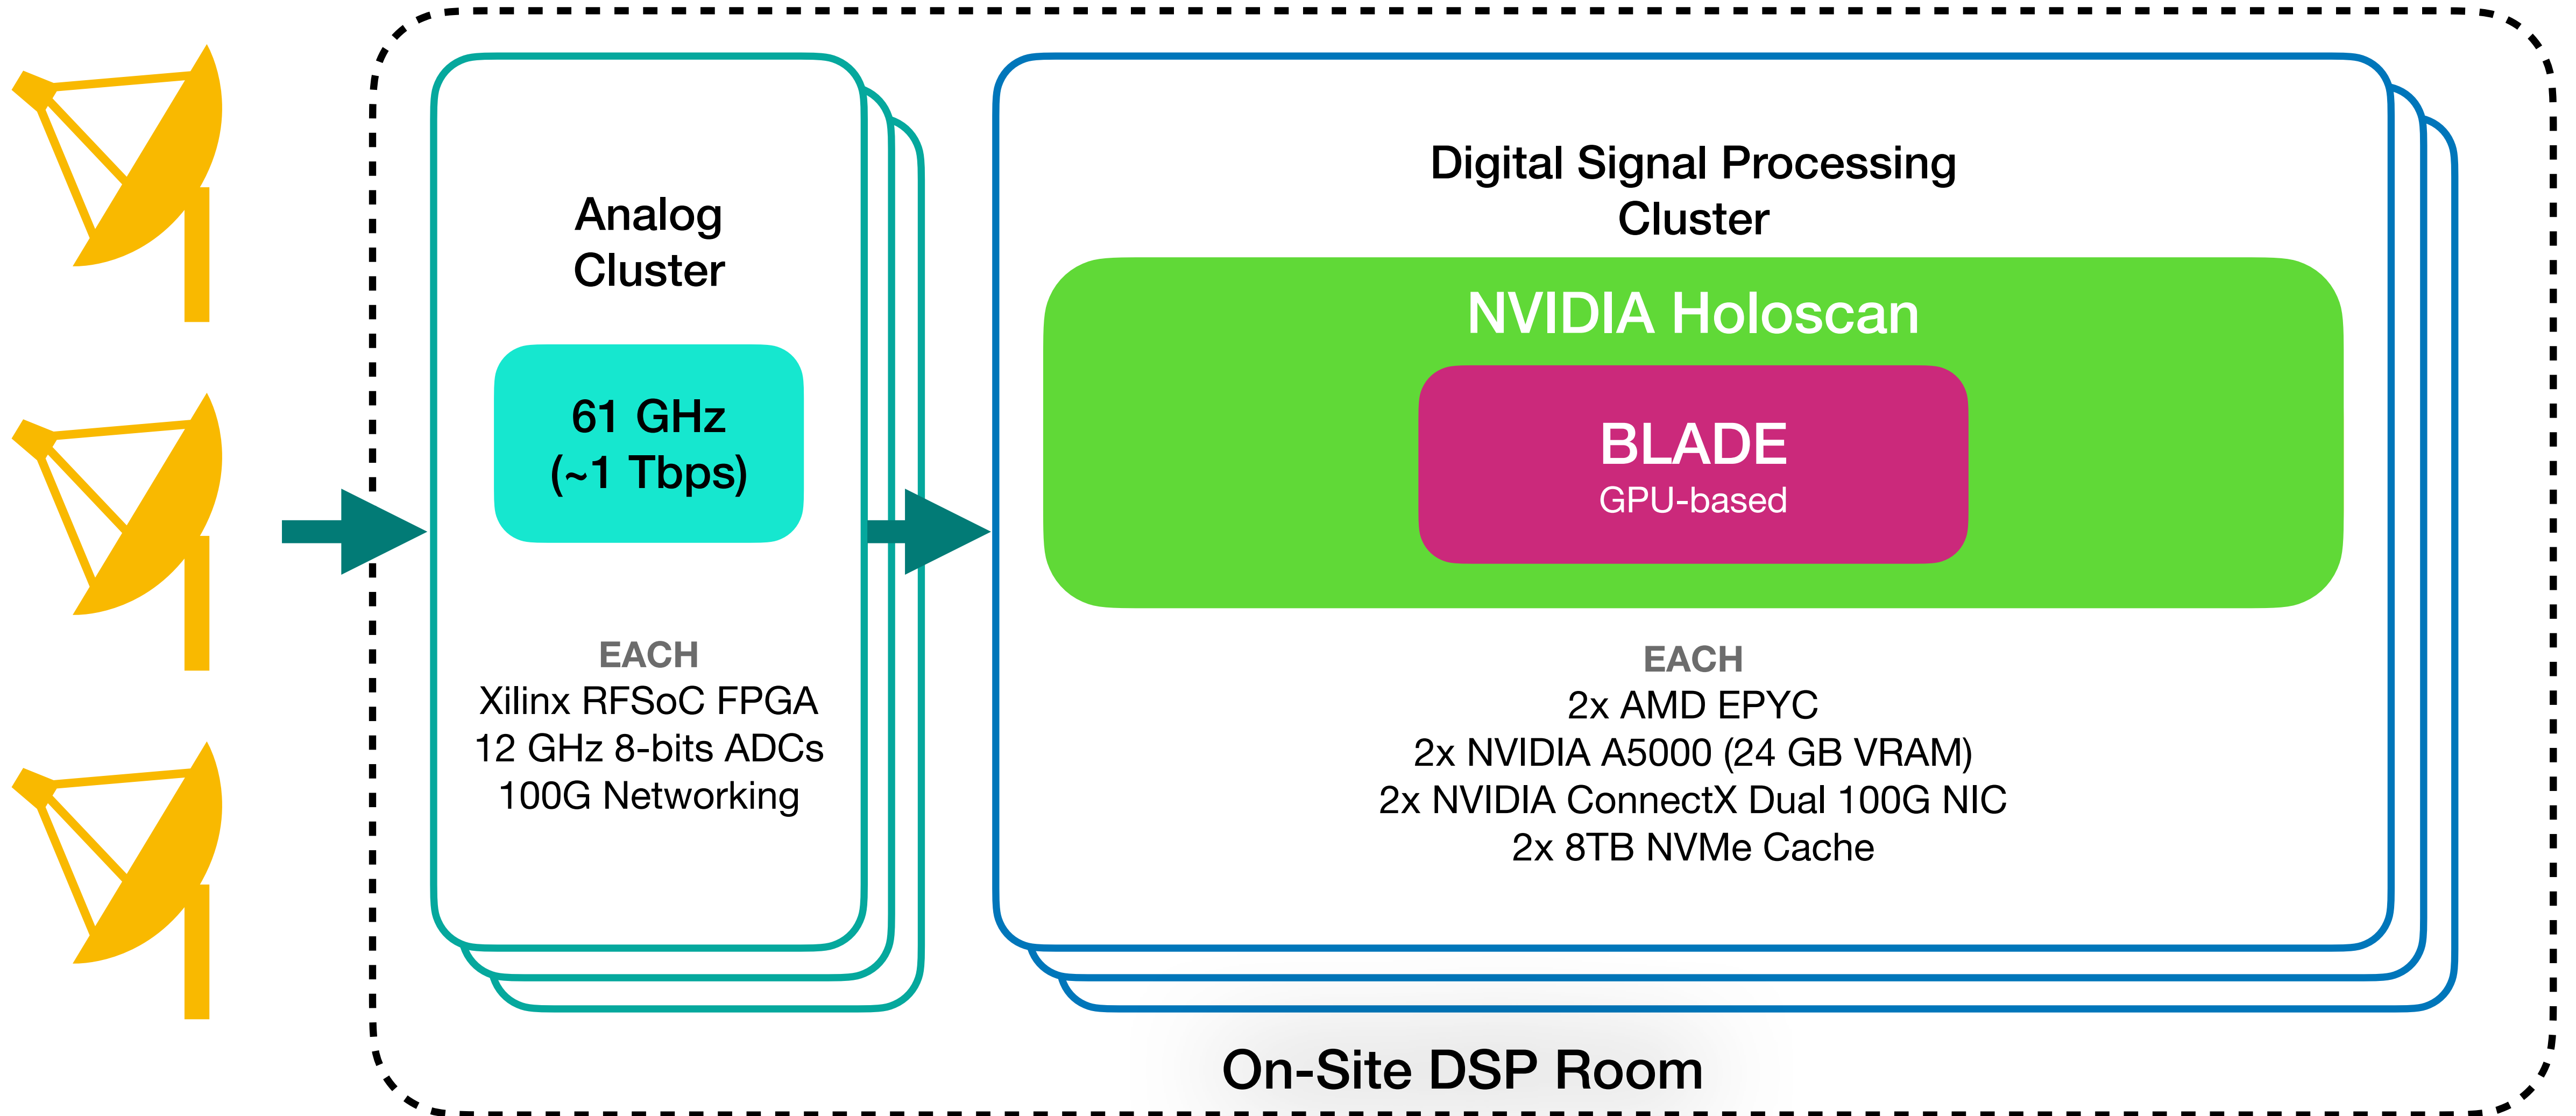 Analog
Cluster
61 GHz
(~1 Tbps)
EACH
Xilinx RFSoC FPGA
12 GHz 8-bits ADCs
100G Networking
Digital Signal Processing
Cluster
NVIDIA Holoscan
BLADE
GPU-based
EACH
2x AMD EPYC
2x NVIDIA A5000 (24 GB VRAM)
2x NVIDIA ConnectX Dual 100G NIC
2x 8TB NVMe Cache
On-Site DSP Room